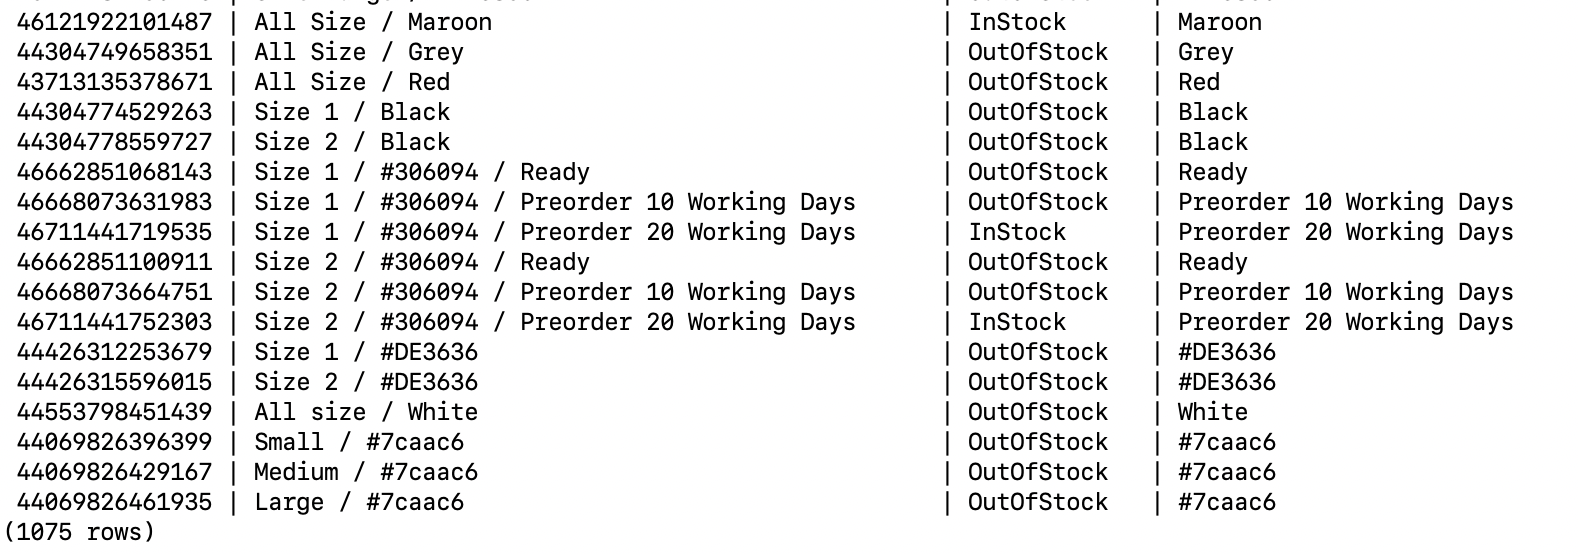 46121922101487 | All Size / Maroon | InStock | Maroon
44304749658351 | All Size / Grey | OutOfStock | Grey
43713135378671 | All Size / Red | OutOfStock | Red
44304774529263 | Size 1 / Black | OutOfStock | Black
44304778559727 | Size 2 / Black | OutOfStock | Black
46662851068143 | Size 1 / #306094 / Ready | OutOfStock | Ready
46668073631983 | Size 1 / #306094 / Preorder 10 Working Days | OutOfStock | Preorder 10 Working Days
46711441719535 | Size 1 / #306094 / Preorder 20 Working Days | InStock | Preorder 20 Working Days
46662851100911 | Size 2 / #306094 / Ready | OutOfStock | Ready
46668073664751 | Size 2 / #306094 / Preorder 10 Working Days | OutOfStock | Preorder 10 Working Days
46711441752303 | Size 2 / #306094 / Preorder 20 Working Days | InStock | Preorder 20 Working Days
44426312253679 | Size 1 / #DE3636 | OutOfStock | #DE3636
44426315596015 | Size 2 / #DE3636 | OutOfStock | #DE3636
44553798451439 | All size / White | OutOfStock | White
44069826396399 | Small / #7caac6 | OutOfStock | #7caac6
44069826429167 | Medium / #7caac6 | OutOfStock | #7caac6
44069826461935 | Large / #7caac6 | OutOfStock | #7caac6
(1075 rows)